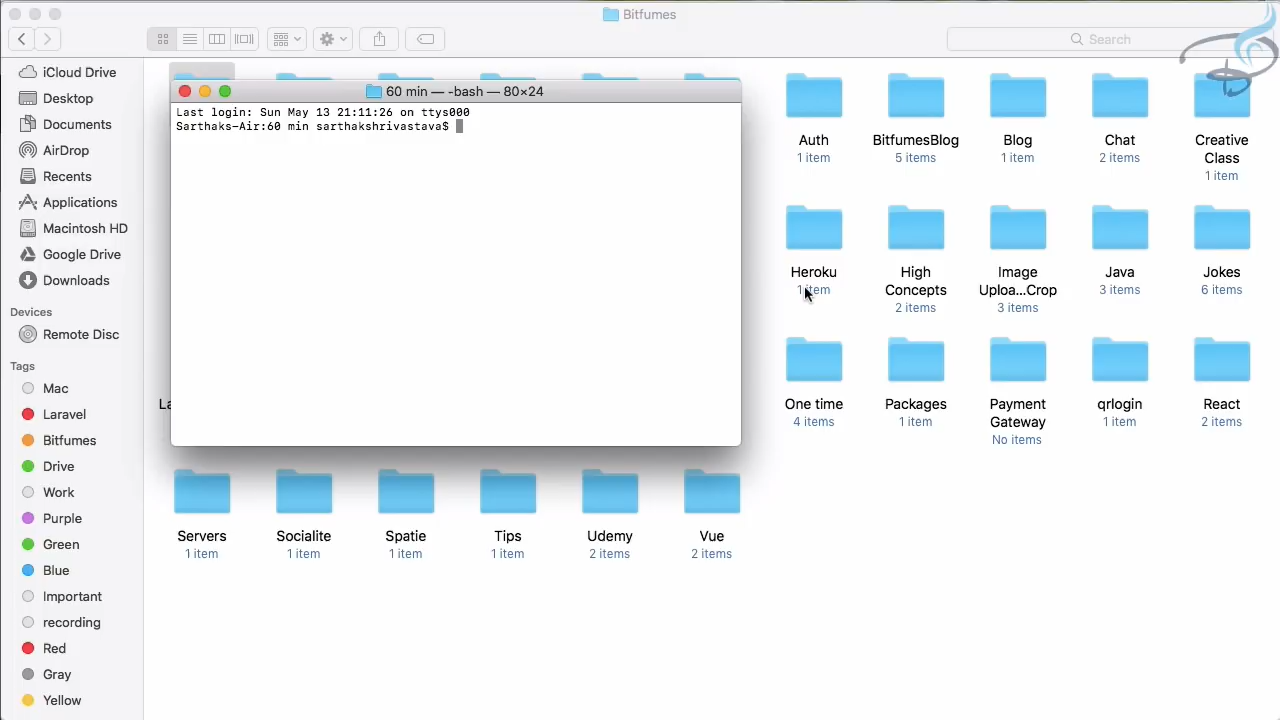 Bitfumes
Search
iCloud Drive
Desktop
Documents
AirDrop
Recents
Applications
Macintosh HD
Google Drive
Downloads
Devices
Remote Disc
Tags
Mac
Laravel
Bitfumes
Drive
Work
Purple
Green
Blue
Important
recording
Red
Gray
Yellow
60 min — -bash — 80×24
Last login: Sun May 13 21:11:26 on ttys000
Sarthaks-Air:60 min sarthakshrivastava$
Auth
1 item
BitfumesBlog
5 items
Blog
1 item
Chat
2 items
Creative
Class
1 item
Heroku
1 item
High
Concepts
2 items
Image
Uploa...Crop
3 items
Java
3 items
Jokes
6 items
La
One time
4 items
Packages
1 item
Payment
Gateway
No items
qrlogin
1 item
React
2 items
Servers
1 item
Socialite
1 item
Spatie
1 item
Tips
1 item
Udemy
2 items
Vue
2 items